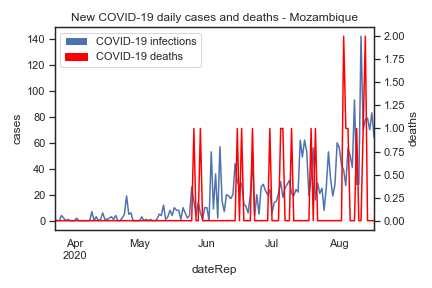 New COVID-19 daily cases and deaths - Mozambique
COVID-19 infections
COVID-19 deaths
140
120
100
80
60
40
20
0
cases
2.00
1.75
1.50
1.25
1.00
0.75
0.50
0.25
0.00
deaths
Apr
2020
May
Jun
Jul
Aug
dateRep